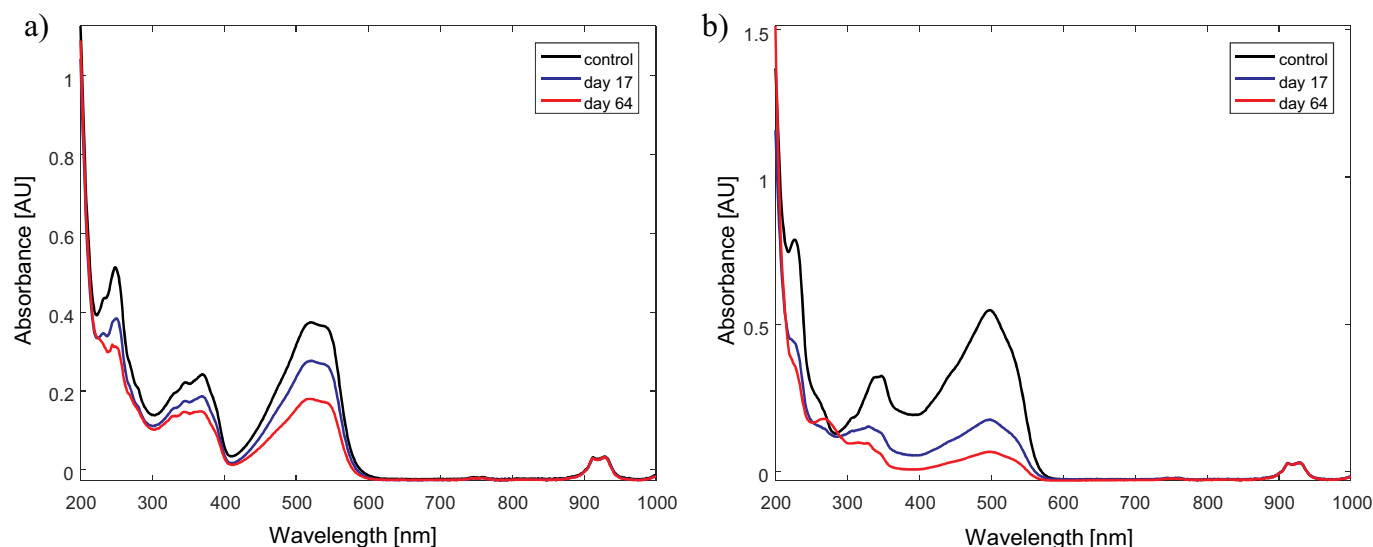 a)
control
day 17
day 64
1
0.8
0.6
0.4
0.2
0
Absorbance [AU]
200 300 400 500 600 700 800 900 1000
Wavelength [nm]
b)
control
day 17
day 64
1.5
1
0.5
0
Absorbance [AU]
200 300 400 500 600 700 800 900 1000
Wavelength [nm]